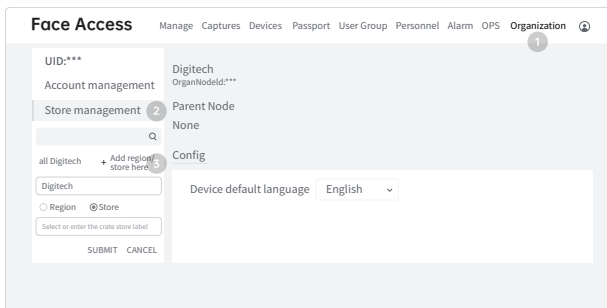 Face Access
Manage Captures Devices Passport User Group Personnel Alarm OPS Organization
1
UID:***
Account management
Store management 2
all Digitech + Add region/
store here 3
Digitech
Region Store
Select or enter the crate store label
SUBMIT CANCEL
Digitech
OrganNodeId:***
Parent Node
None
Config
Device default language English